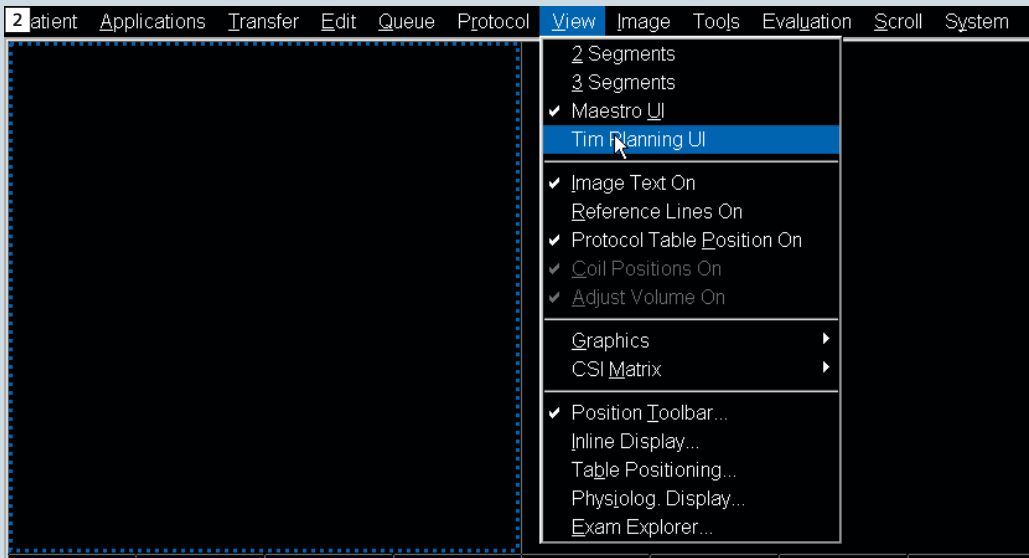 2 atient Applications Transfer Edit Queue Protocol View Image Tools Evaluation Scroll System
2 Segments
3 Segments
Maestro UI
Tim Planning UI
Image Text On
Reference Lines On
Protocol Table Position On
Coil Positions On
Adjust Volume On
Graphics
CSI Matrix
Position Toolbar...
Inline Display...
Table Positioning...
Physiolog. Display...
Exam Explorer...